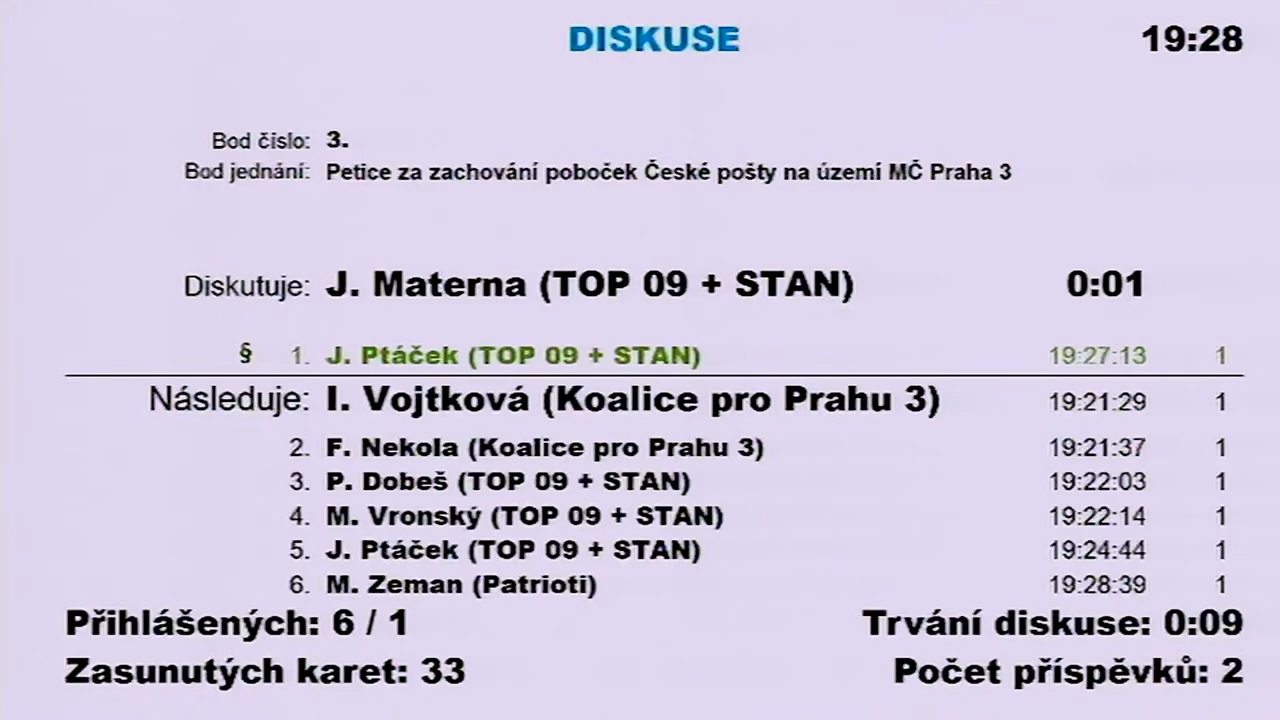 DISKUSE 19:28
Bod číslo: 3.
Bod jednání: Petice za zachování poboček České pošty na území MČ Praha 3
Diskutuje: J. Materna (TOP 09 + STAN) 0:01
§ 1. J. Ptáček (TOP 09 + STAN) 19:27:13 1
Následuje: I. Vojtková (Koalice pro Prahu 3) 19:21:29 1
2. F. Nekola (Koalice pro Prahu 3) 19:21:37 1
3. P. Dobeš (TOP 09 + STAN) 19:22:03 1
4. M. Vronský (TOP 09 + STAN) 19:22:14 1
5. J. Ptáček (TOP 09 + STAN) 19:24:44 1
6. M. Zeman (Patrioti) 19:28:39 1
Přihlášených: 6 / 1 Trvání diskuse: 0:09
Zasunutých karet: 33 Počet příspěvků: 2